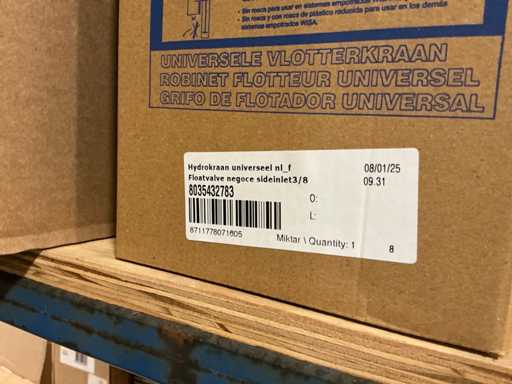 - Sin rosca para usar en sistemas empotrados WISA
- Sin y con rosca de plástico reducida para usar en los demás
sistemas empotrados WISA.
UNIVERSELE VLOTTERKRAAN
ROBINET FLOTTEUR UNIVERSEL
GRIFO DE FLOTADOR UNIVERSAL
Hydrokraan universeel nl_f 08/01/25
Floatvalve negoce sideinlet3/8 09.31
8035432783 O:
L:
8711778071605
Miktar \ Quantity: 1 8